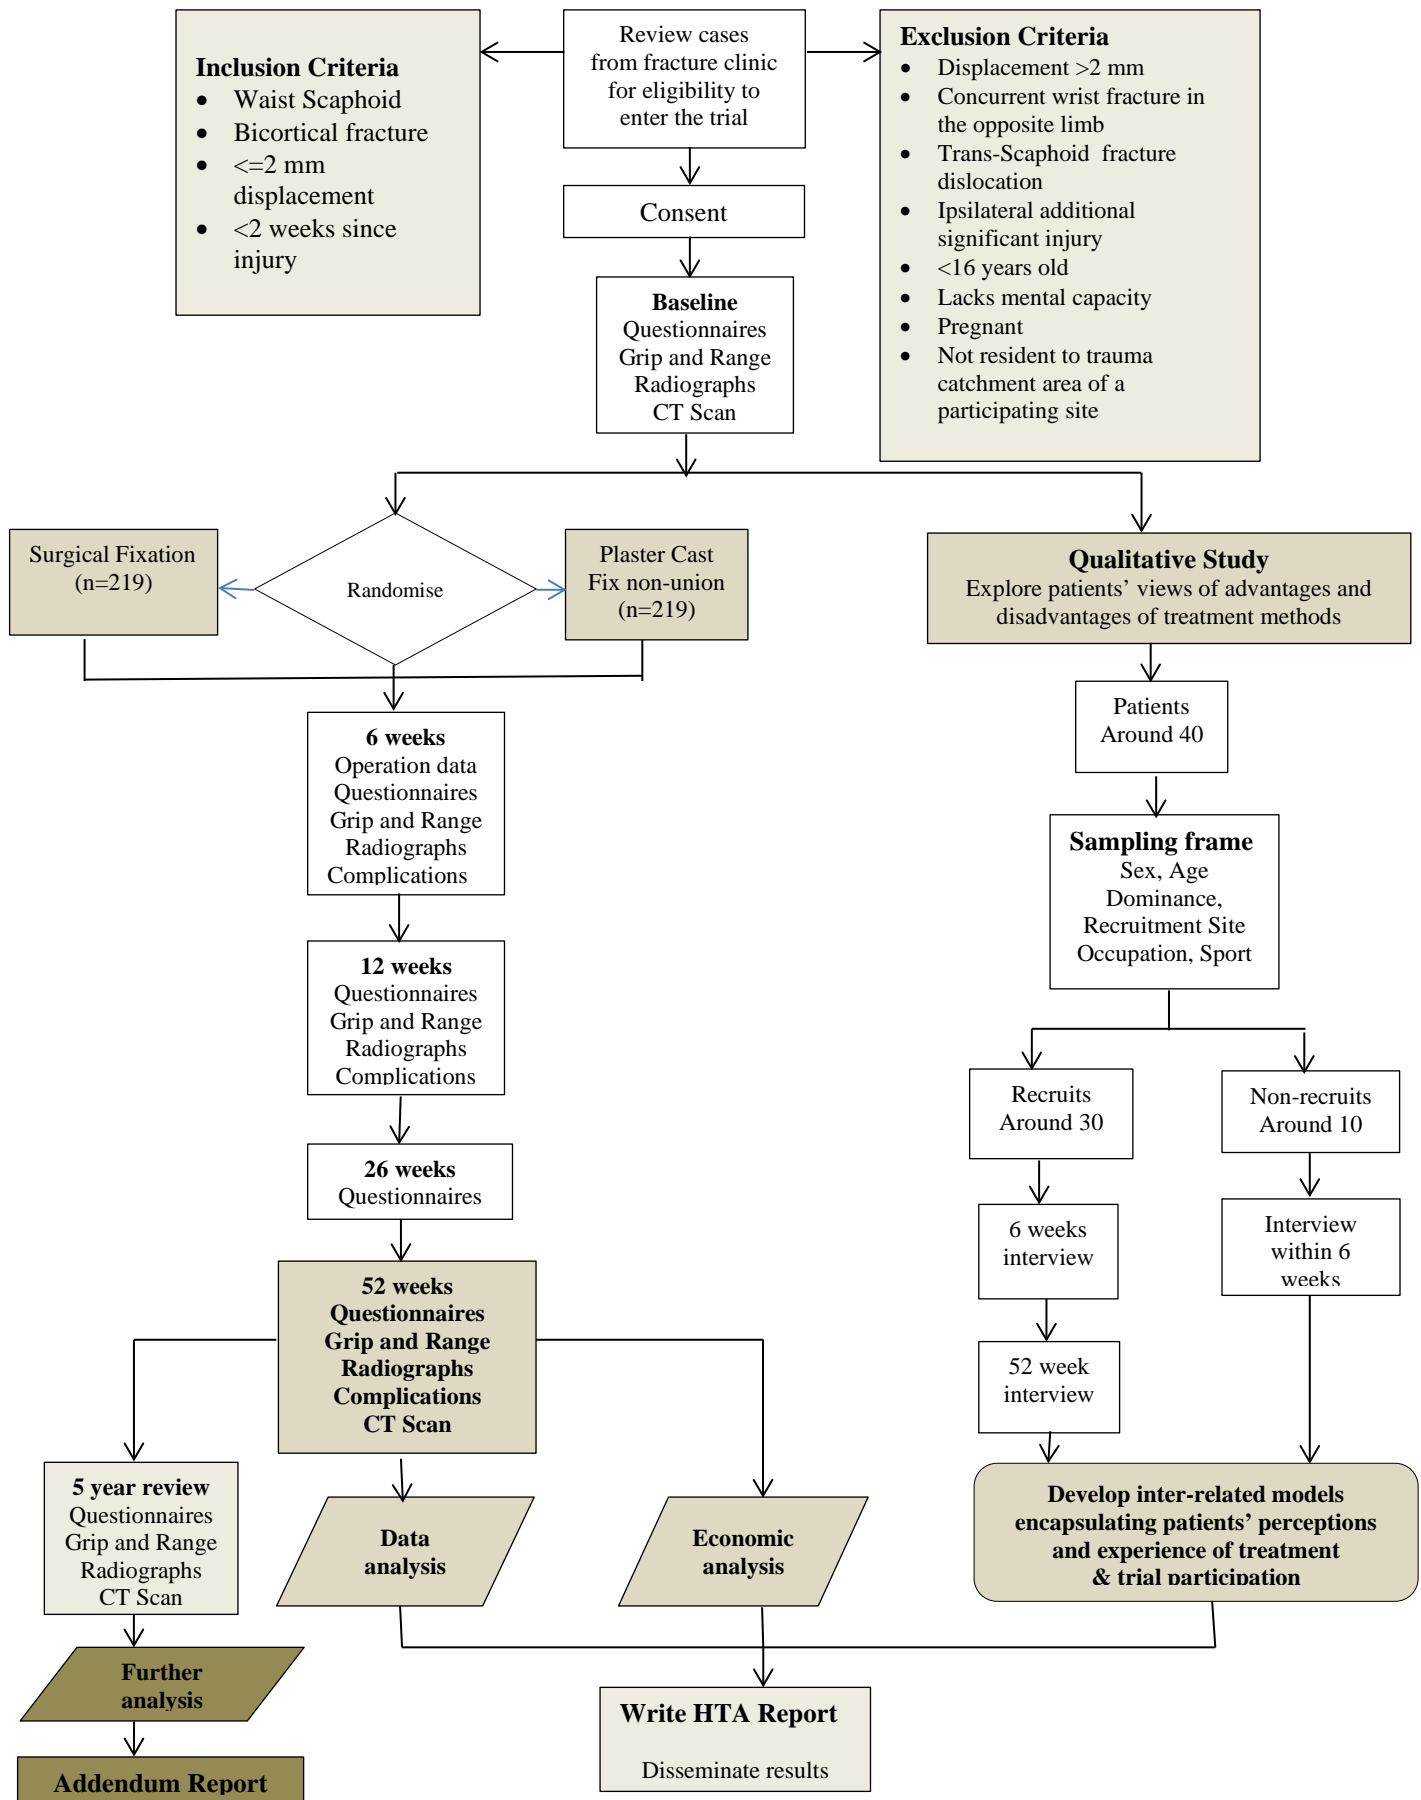 Review cases
from fracture clinic
for eligibility to
enter the trial
Inclusion Criteria
• Waist Scaphoid
• Bicortical fracture
• <=2 mm
displacement
• <2 weeks since
injury
Exclusion Criteria
• Displacement >2 mm
• Concurrent wrist fracture in
the opposite limb
• Trans-Scaphoid fracture
dislocation
• Ipsilateral additional
significant injury
• <16 years old
• Lacks mental capacity
• Pregnant
• Not resident to trauma
catchment area of a
participating site
Consent
Baseline
Questionnaires
Grip and Range
Radiographs
CT Scan
Surgical Fixation
(n=219)
Randomise
Plaster Cast
Fix non-union
(n=219)
Qualitative Study
Explore patients’ views of advantages and
disadvantages of treatment methods
Patients
Around 40
6 weeks
Operation data
Questionnaires
Grip and Range
Radiographs
Complications
Sampling frame
Sex, Age
Dominance,
Recruitment Site
Occupation, Sport
12 weeks
Questionnaires
Grip and Range
Radiographs
Complications
Recruits
Around 30
Non-recruits
Around 10
26 weeks
Questionnaires
6 weeks
interview
Interview
within 6
weeks
52 weeks
Questionnaires
Grip and Range
Radiographs
Complications
CT Scan
52 week
interview
5 year review
Questionnaires
Grip and Range
Radiographs
CT Scan
Data
analysis
Economic
analysis
Develop inter-related models
encapsulating patients’ perceptions
and experience of treatment
& trial participation
Further
analysis
Write HTA Report
Disseminate results
Addendum Report